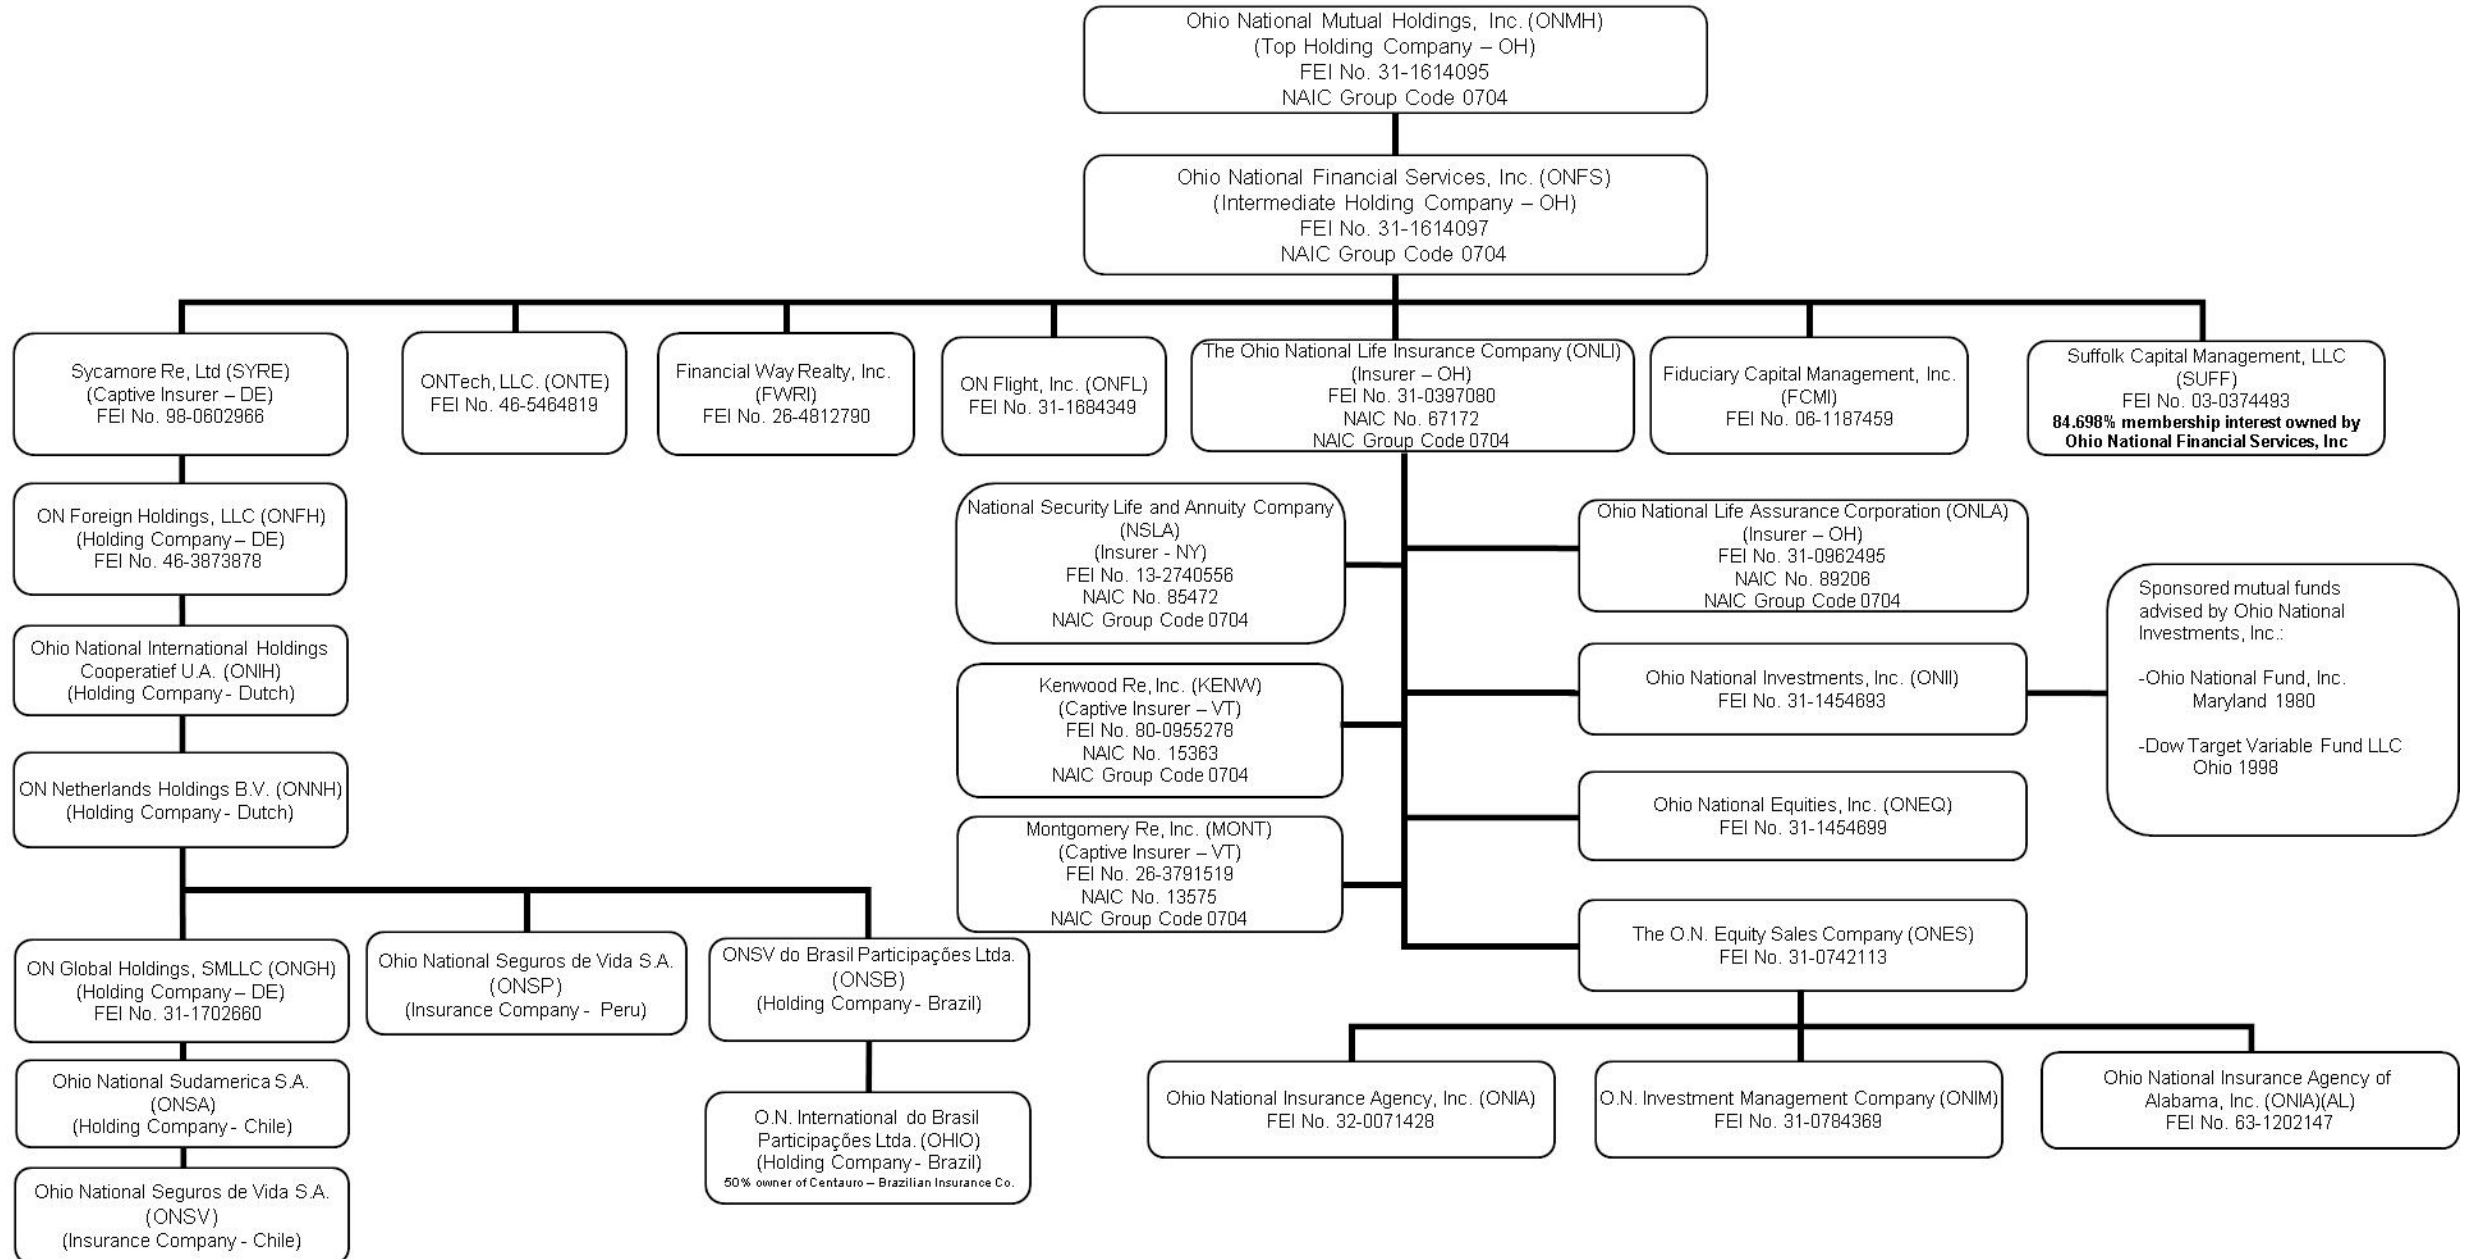 Ohio National Mutual Holdings, Inc. (ONMH)
(Top Holding Company – OH)
FEI No. 31-1614095
NAIC Group Code 0704
Ohio National Financial Services, Inc. (ONFS)
(Intermediate Holding Company – OH)
FEI No. 31-1614097
NAIC Group Code 0704
Sycamore Re, Ltd (SYRE)
(Captive Insurer – DE)
FEI No. 98-0602966
ONTech, LLC. (ONTE)
FEI No. 46-5464819
Financial Way Realty, Inc.
(FWRI)
FEI No. 26-4812790
ON Flight, Inc. (ONFL)
FEI No. 31-1684349
The Ohio National Life Insurance Company (ONLI)
(Insurer – OH)
FEI No. 31-0397080
NAIC No. 67172
NAIC Group Code 0704
Fiduciary Capital Management, Inc.
(FCMI)
FEI No. 06-1187459
Suffolk Capital Management, LLC
(SUFF)
FEI No. 03-0374493
84.698% membership interest owned by
Ohio National Financial Services, Inc
ON Foreign Holdings, LLC (ONFH)
(Holding Company – DE)
FEI No. 46-3873878
Ohio National International Holdings
Cooperatief U.A. (ONIH)
(Holding Company - Dutch)
ON Netherlands Holdings B.V. (ONNH)
(Holding Company - Dutch)
ON Global Holdings, SMLLC (ONGH)
(Holding Company – DE)
FEI No. 31-1702660
Ohio National Seguros de Vida S.A.
(ONSP)
(Insurance Company - Peru)
ONSV do Brasil Participações Ltda.
(ONSB)
(Holding Company - Brazil)
Ohio National Sudamerica S.A.
(ONSA)
(Holding Company - Chile)
O.N. International do Brasil
Participações Ltda. (OHIO)
(Holding Company - Brazil)
50% owner of Centauro – Brazilian Insurance Co.
Ohio National Seguros de Vida S.A.
(ONSV)
(Insurance Company - Chile)
National Security Life and Annuity Company
(NSLA)
(Insurer - NY)
FEI No. 13-2740556
NAIC No. 85472
NAIC Group Code 0704
Kenwood Re, Inc. (KENW)
(Captive Insurer – VT)
FEI No. 80-0955278
NAIC No. 15363
NAIC Group Code 0704
Montgomery Re, Inc. (MONT)
(Captive Insurer – VT)
FEI No. 26-3791519
NAIC No. 13575
NAIC Group Code 0704
Ohio National Life Assurance Corporation (ONLA)
(Insurer – OH)
FEI No. 31-0962495
NAIC No. 89206
NAIC Group Code 0704
Ohio National Investments, Inc. (ONII)
FEI No. 31-1454693
Sponsored mutual funds
advised by Ohio National
Investments, Inc.:
-Ohio National Fund, Inc.
Maryland 1980
-Dow Target Variable Fund LLC
Ohio 1998
Ohio National Equities, Inc. (ONEQ)
FEI No. 31-1454699
The O.N. Equity Sales Company (ONES)
FEI No. 31-0742113
Ohio National Insurance Agency, Inc. (ONIA)
FEI No. 32-0071428
O.N. Investment Management Company (ONIM)
FEI No. 31-0784369
Ohio National Insurance Agency of
Alabama, Inc. (ONIA)(AL)
FEI No. 63-1202147